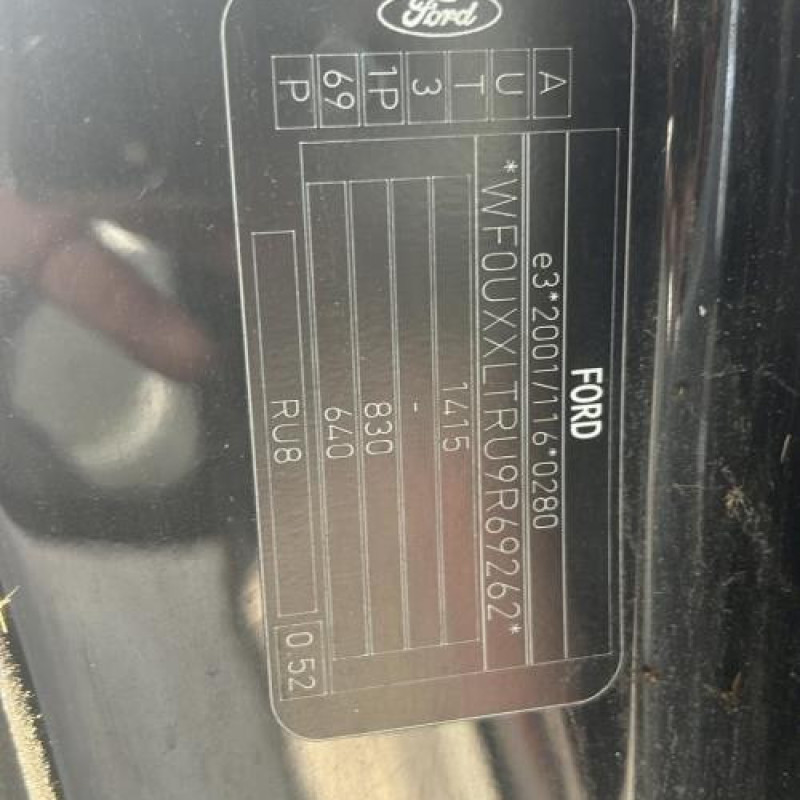 Ford
FORD
e3*2001/116*0280
*WF0UXXLTRU9R69262*
1415
-
830
640
RU8
0 52
A
U
T
3
1P
69
P